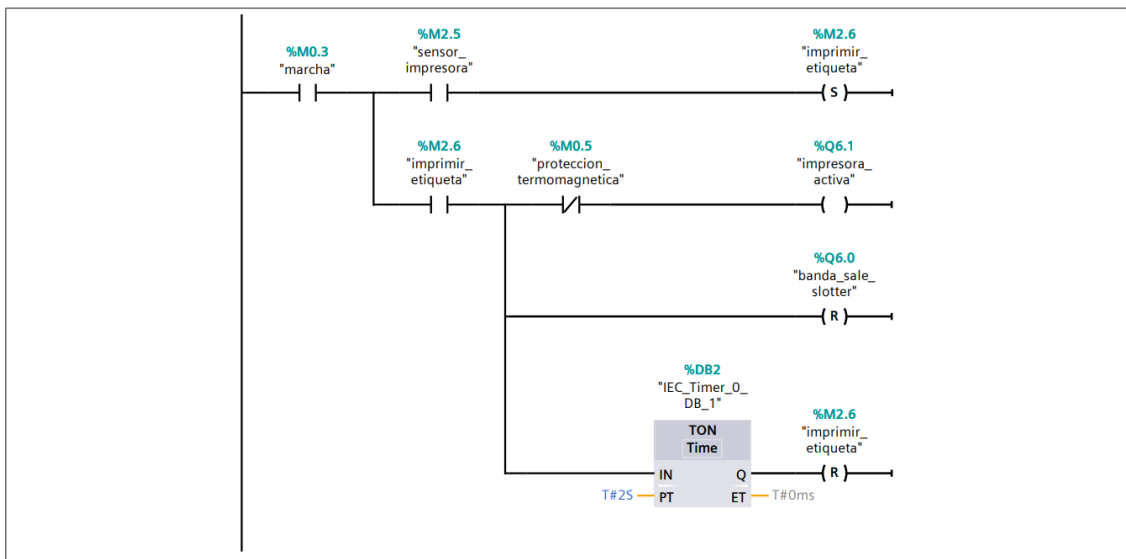 %M0.3
"marcha"
%M2.5
"sensor_
impresora"
%M2.6
"imprimir_
etiqueta"
S
%M2.6
"imprimir_
etiqueta"
%M0.5
"proteccion_
termomagnetica"
%Q6.1
"impresora_
activa"
%Q6.0
"banda_sale_
slotter"
R
%DB2
"IEC_Timer_0_
DB_1"
TON
Time
IN
Q
T#2S
PT
ET
T#0ms
%M2.6
"imprimir_
etiqueta"
R